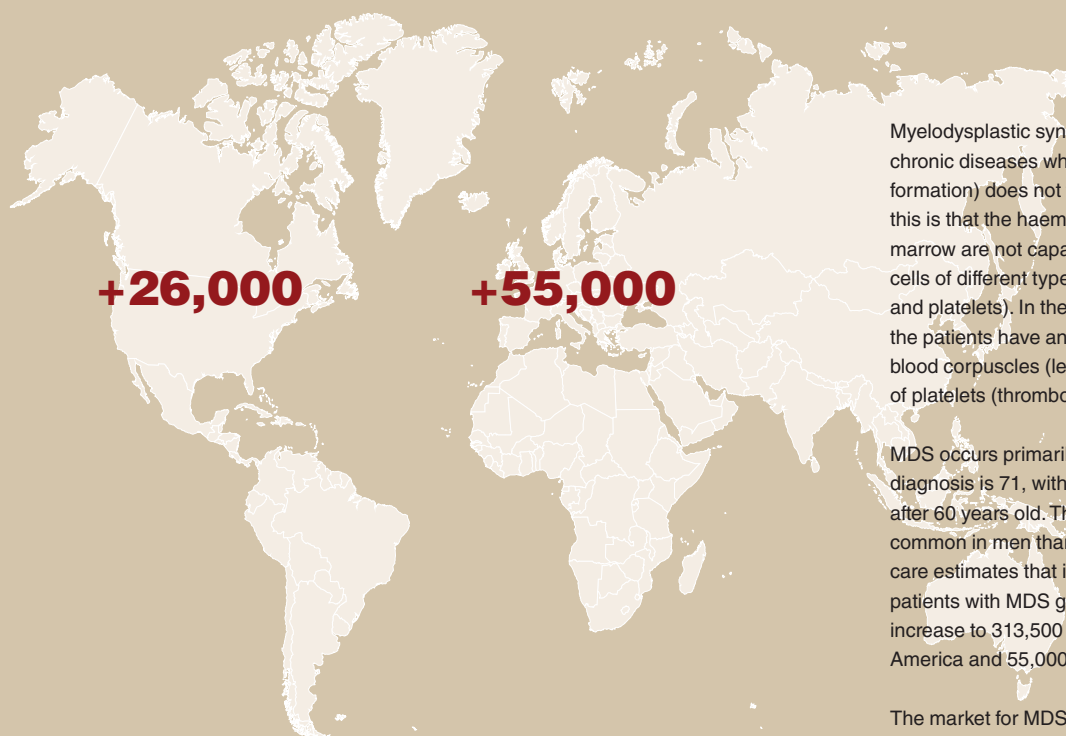 +26,000
+55,000
Myelodysplastic syn
chronic diseases wh
formation) does not
this is that the haem
marrow are not capa
cells of different type
and platelets). In the
the patients have an
blood corpuscles (le
of platelets (thrombo
MDS occurs primaril
diagnosis is 71, with
after 60 years old. Th
common in men than
care estimates that i
patients with MDS g
increase to 313,500
America and 55,000
The market for MDS